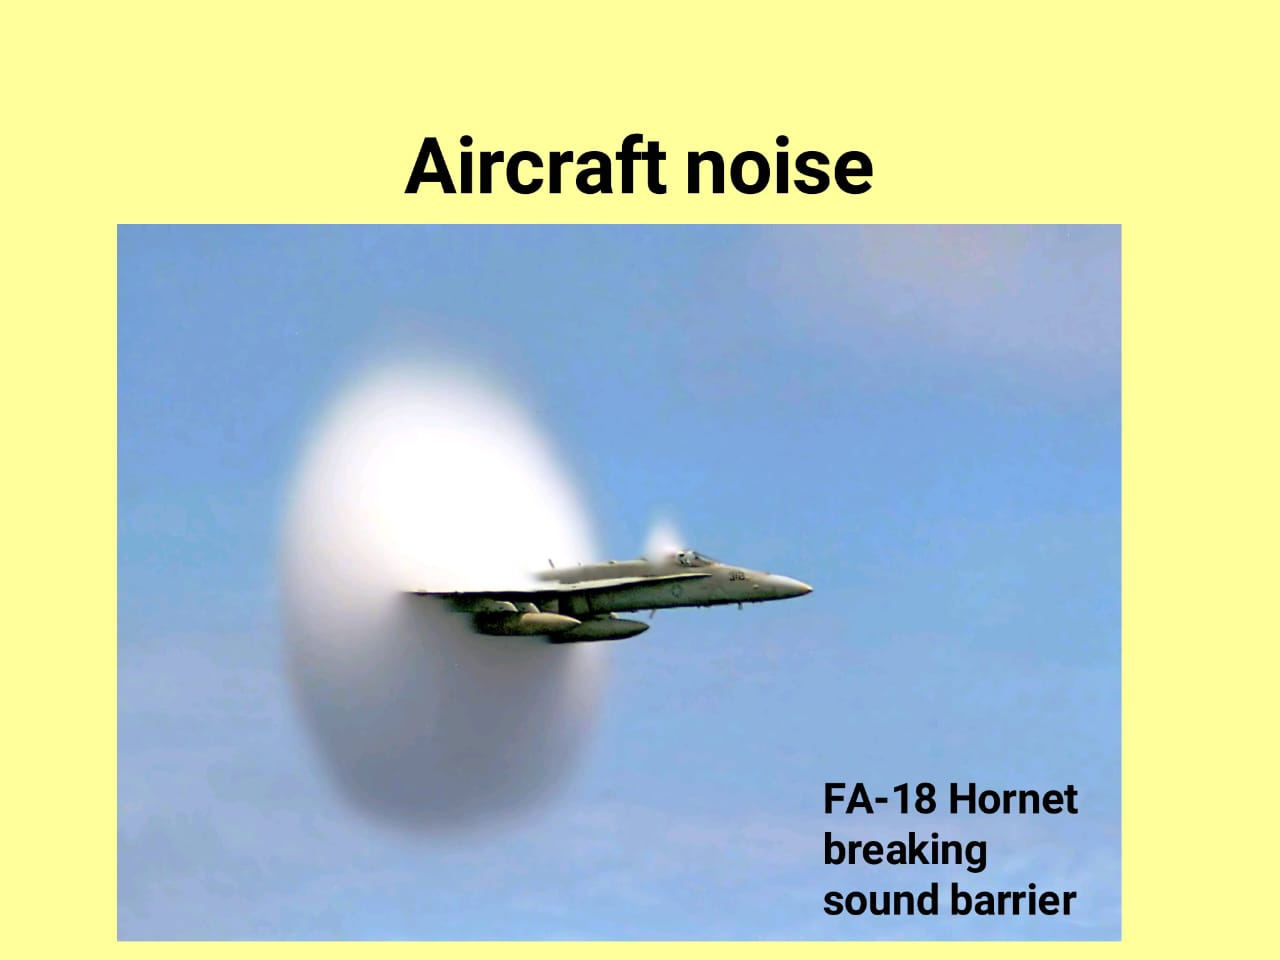 Aircraft noise
FA-18 Hornet
breaking
sound barrier